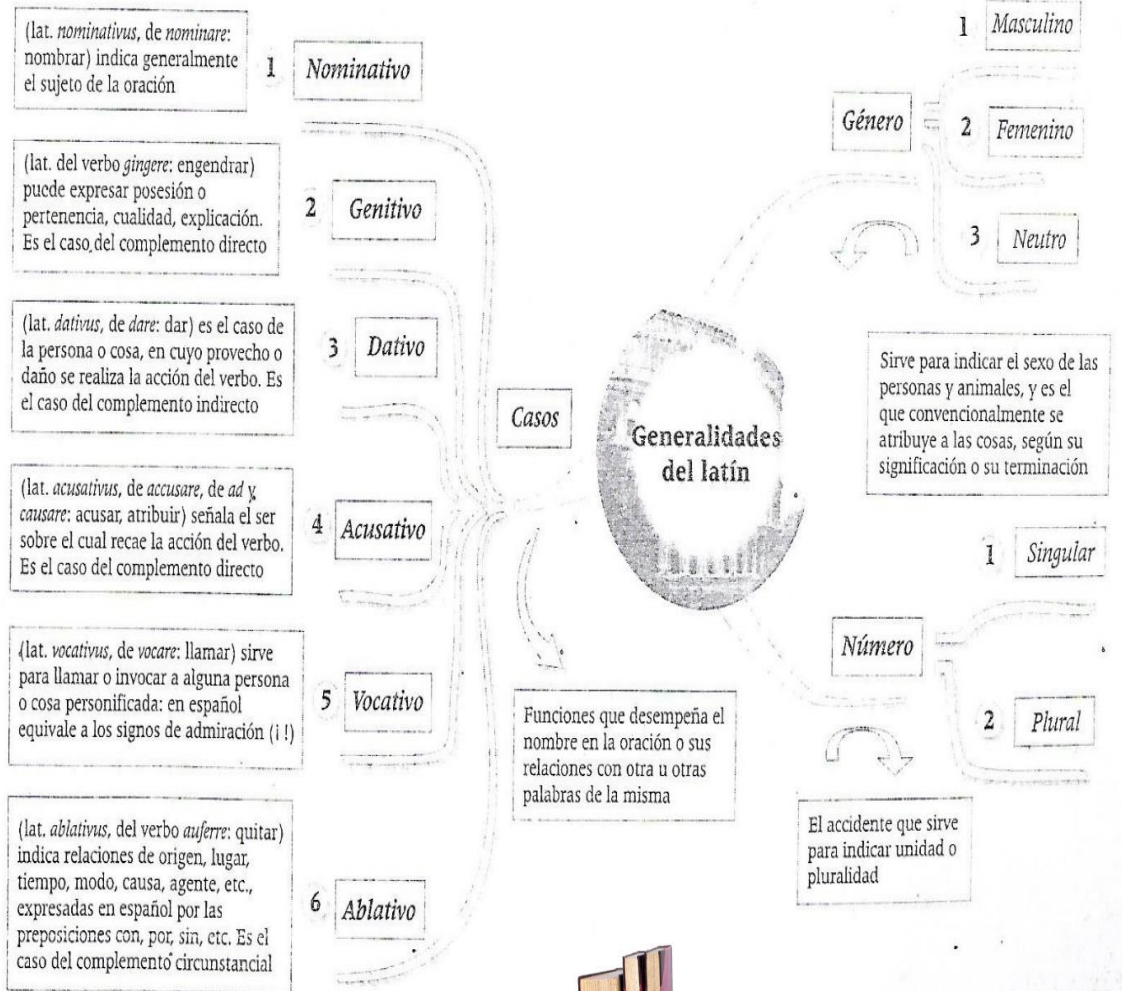 (lat. nominativus, de nominare:
nombrar) indica generalmente
el sujeto de la oración
1 Nominativo
(lat. del verbo gingere: engendrar)
puede expresar posesión o
pertenencia, cualidad, explicación.
Es el caso del complemento directo
2 Genitivo
(lat. dativus, de dare: dar) es el caso de
la persona o cosa, en cuyo provecho o
daño se realiza la acción del verbo. Es
el caso del complemento indirecto
3 Dativo
(lat. acusativus, de accusare, de ad y
causare: acusar, atribuir) señala el ser
sobre el cual recae la acción del verbo.
Es el caso del complemento directo
4 Acusativo
(lat. vocativus, de vocare: llamar) sirve
para llamar o invocar a alguna persona
o cosa personificada: en español
equivale a los signos de admiración (¡ !)
5 Vocativo
(lat. ablativus, del verbo auferre: quitar)
indica relaciones de origen, lugar,
tiempo, modo, causa, agente, etc.,
expresadas en español por las
preposiciones con, por, sin, etc. Es el
caso del complemento circunstancial
6 Ablativo
Casos
Funciones que desempeña el
nombre en la oración o sus
relaciones con otra u otras
palabras de la misma
Generalidades
del latín
Género
1 Masculino
2 Femenino
3 Neutro
Sirve para indicar el sexo de las
personas y animales, y es el
que convencionalmente se
atribuye a las cosas, según su
significación o su terminación
Número
1 Singular
2 Plural
El accidente que sirve
para indicar unidad o
pluralidad